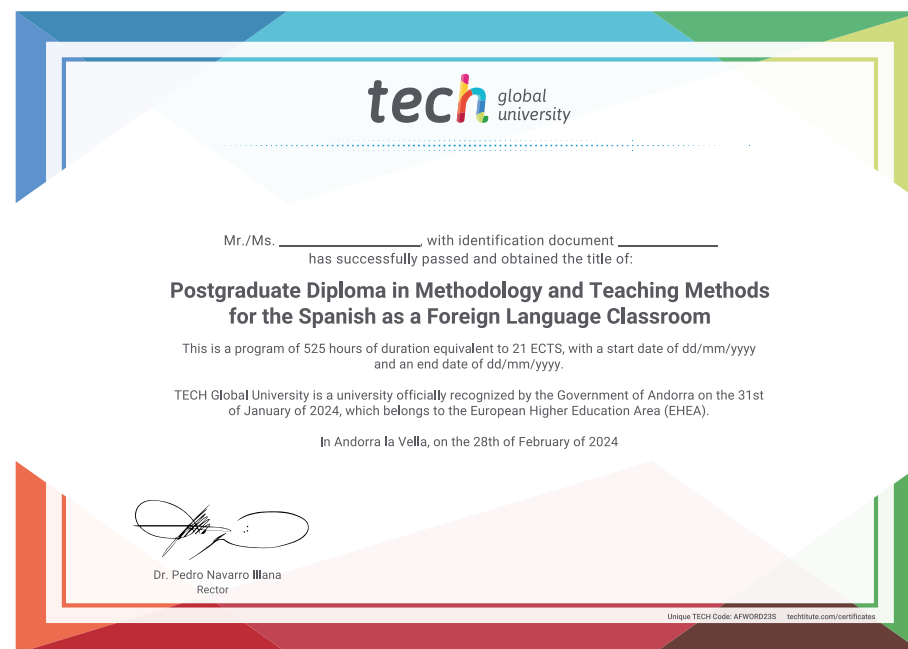 tech global university
Mr./Ms. ____________________, with identification document ______________
has successfully passed and obtained the title of:
Postgraduate Diploma in Methodology and Teaching Methods
for the Spanish as a Foreign Language Classroom
This is a program of 525 hours of duration equivalent to 21 ECTS, with a start date of dd/mm/yyyy
and an end date of dd/mm/yyyy.
TECH Global University is a university officially recognized by the Government of Andorra on the 31st
of January of 2024, which belongs to the European Higher Education Area (EHEA).
In Andorra la Vella, on the 28th of February of 2024
Dr. Pedro Navarro Illana
Rector
Unique TECH Code: AFWORD23S techtitute.com/certificates